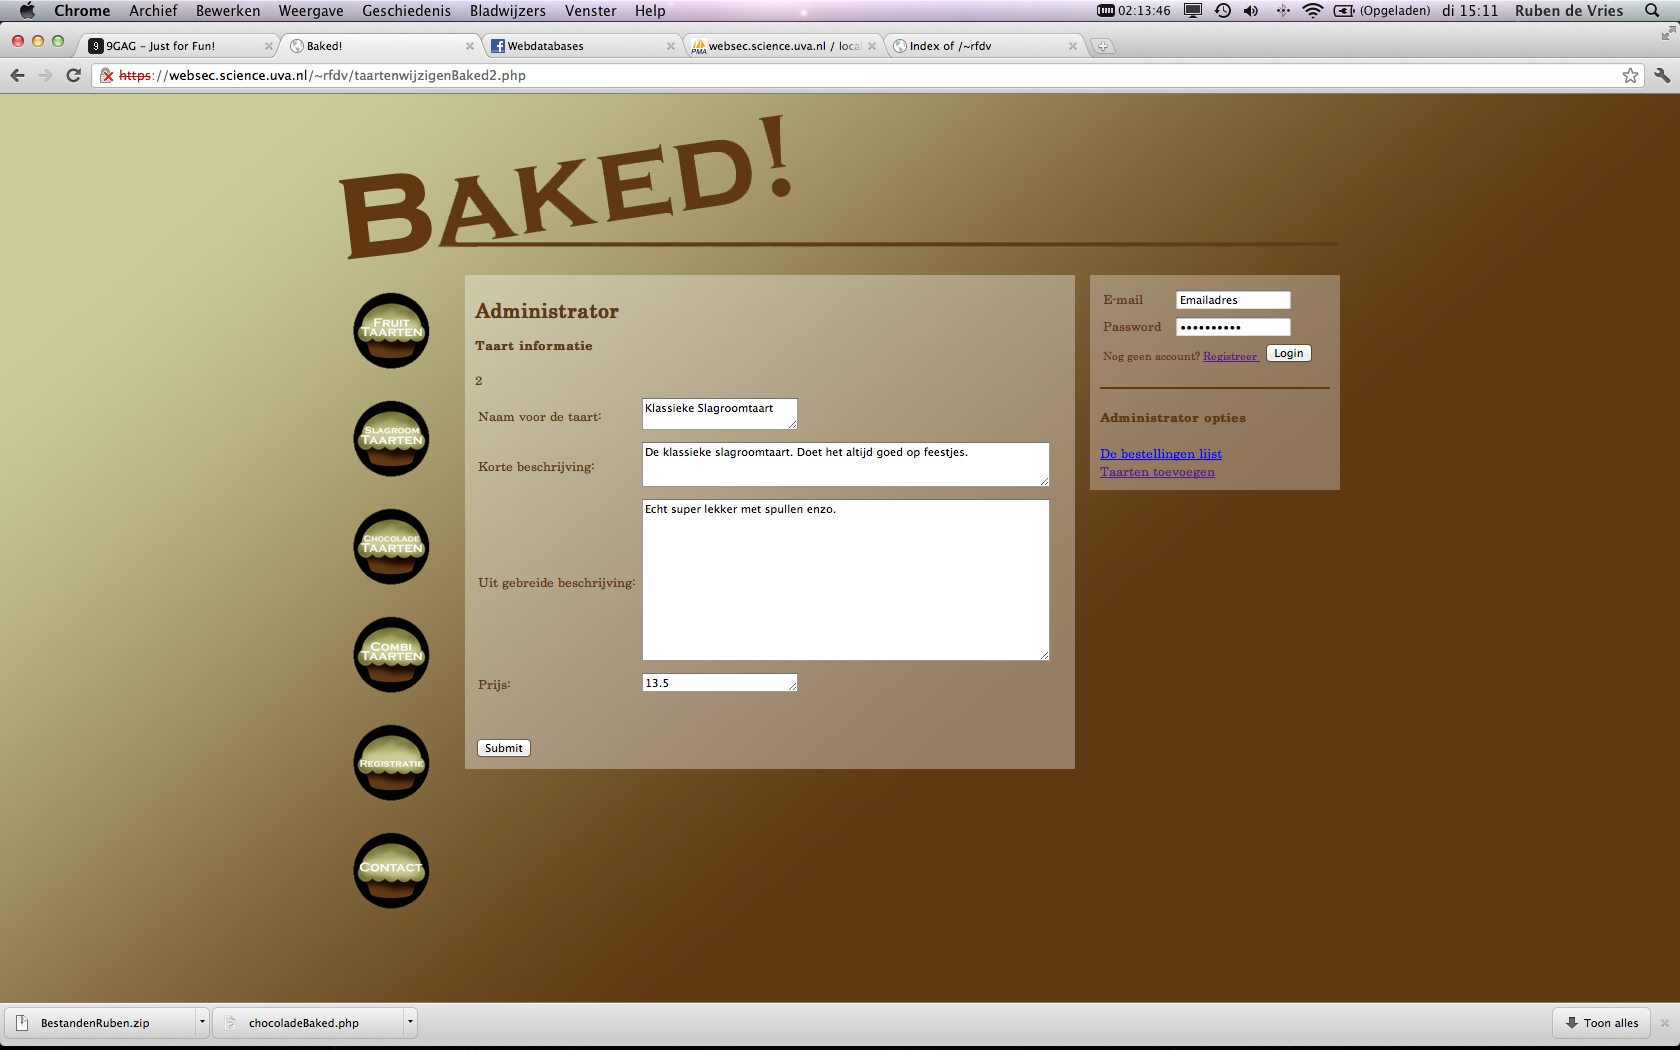 Chrome Archief Bewerken Weergave Geschiedenis Bladwijzers Venster Help 02:13:46 (Opgeladen) di 15:11 Ruben de Vries
9 9GAG - Just for Fun! Baked! Webdatabases PMA websec.science.uva.nl / loca Index of /~rfdv
https://websec.science.uva.nl/~rfdv/taartenwijzigenBaked2.php
BAKED!
FRUIT
TAARTEN
SLAGROOM
TAARTEN
CHOCOLADE
TAARTEN
COMBI
TAARTEN
REGISTRATIE
CONTACT
Administrator
Taart informatie
2
Naam voor de taart: Klassieke Slagroomtaart
Korte beschrijving: De klassieke slagroomtaart. Doet het altijd goed op feestjes.
Uit gebreide beschrijving: Echt super lekker met spullen enzo.
Prijs: 13.5
Submit
E-mail Emailadres
Password ••••••••••
Nog geen account? Registreer Login
Administrator opties
De bestellingen lijst
Taarten toevoegen
BestandenRuben.zip chocoladeBaked.php Toon alles